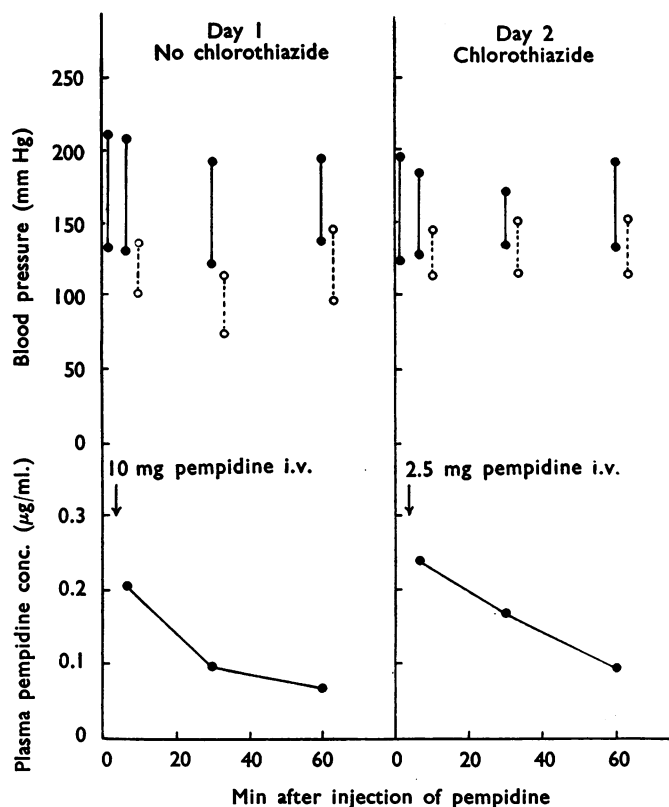 Day 1
No chlorothiazide
Day 2
Chlorothiazide
Blood pressure (mm Hg)
250
200
150
100
50
0
10 mg pempidine i.v.
2.5 mg pempidine i.v.
Plasma pempidine conc. (µg/ml.)
0.3
0.2
0.1
0
0 20 40 60 0 20 40 60
Min after injection of pempidine